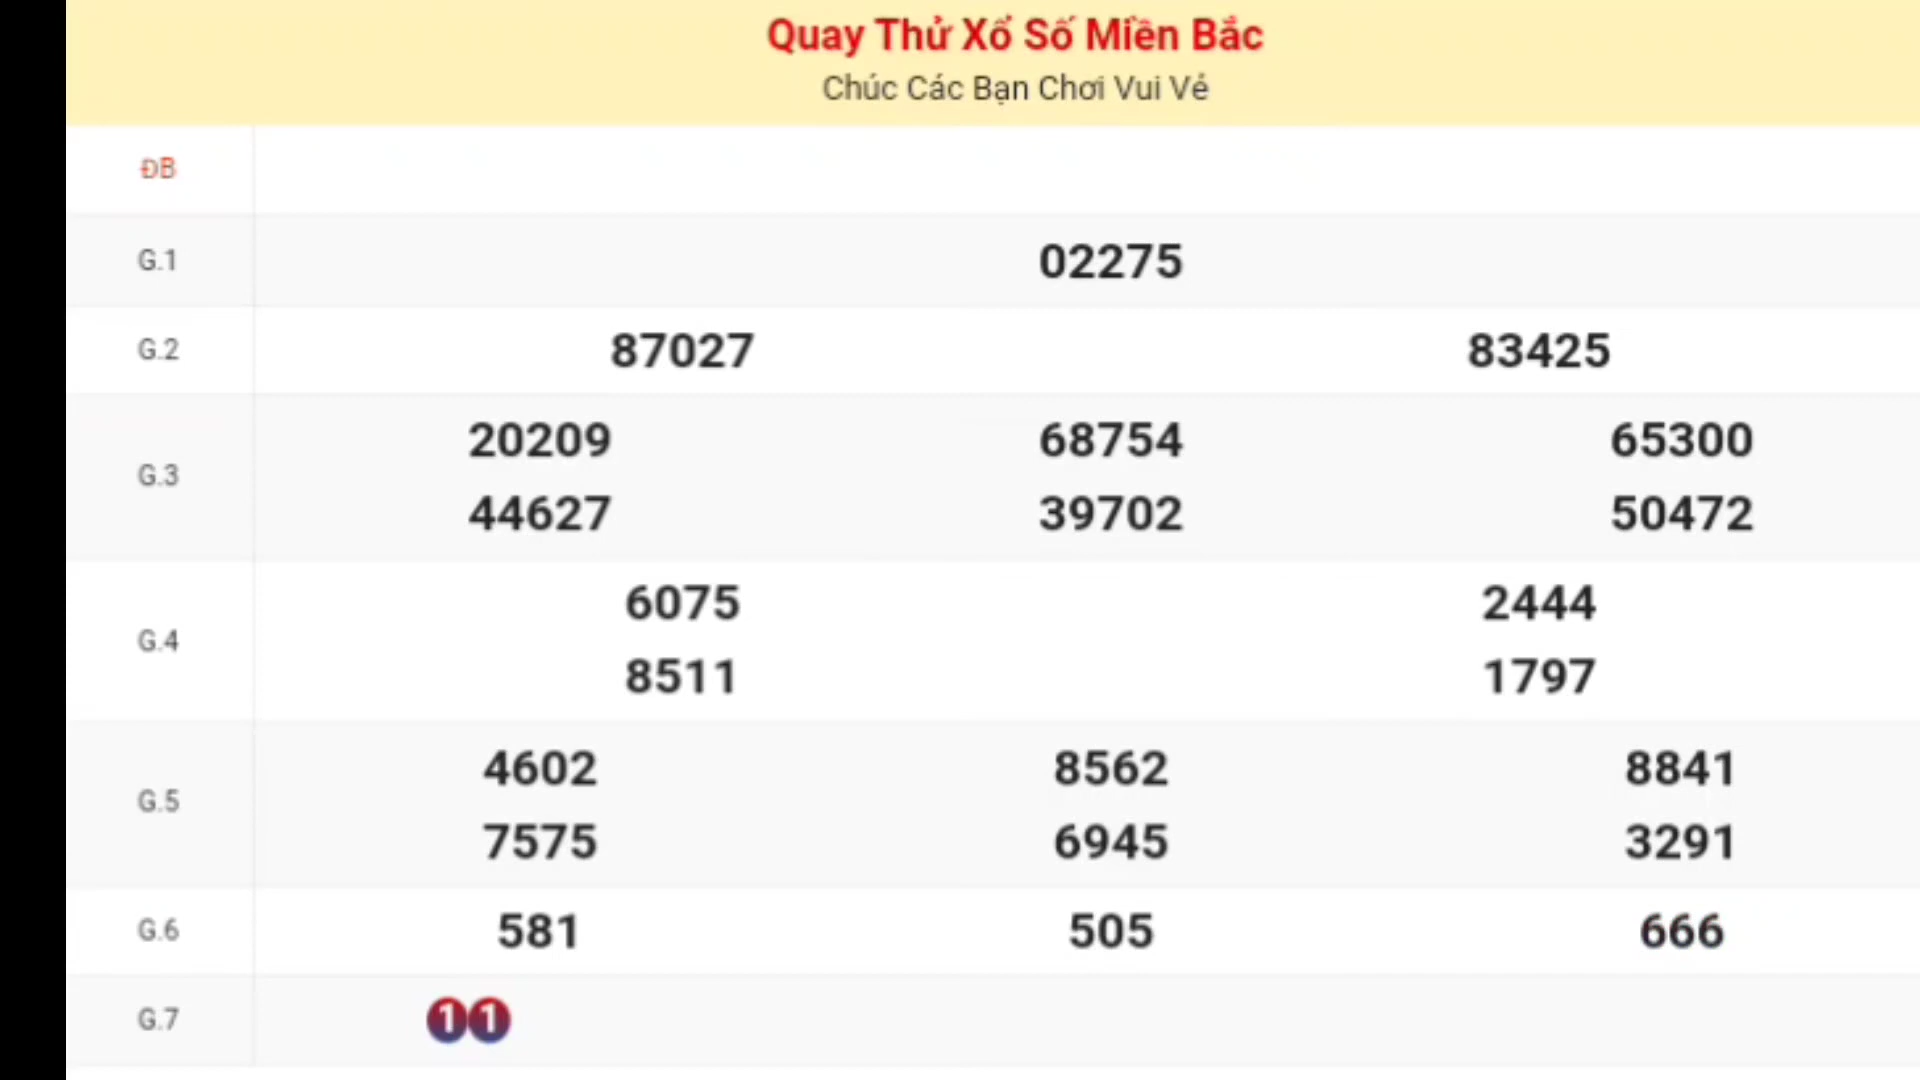 Quay Thử Xổ Số Miền Bắc
Chúc Các Bạn Chơi Vui Vẻ
ĐB
G.1
02275
G.2
87027 83425
G.3
20209 68754 65300
44627 39702 50472
G.4
6075 2444
8511 1797
G.5
4602 8562 8841
7575 6945 3291
G.6
581 505 666
G.7
11